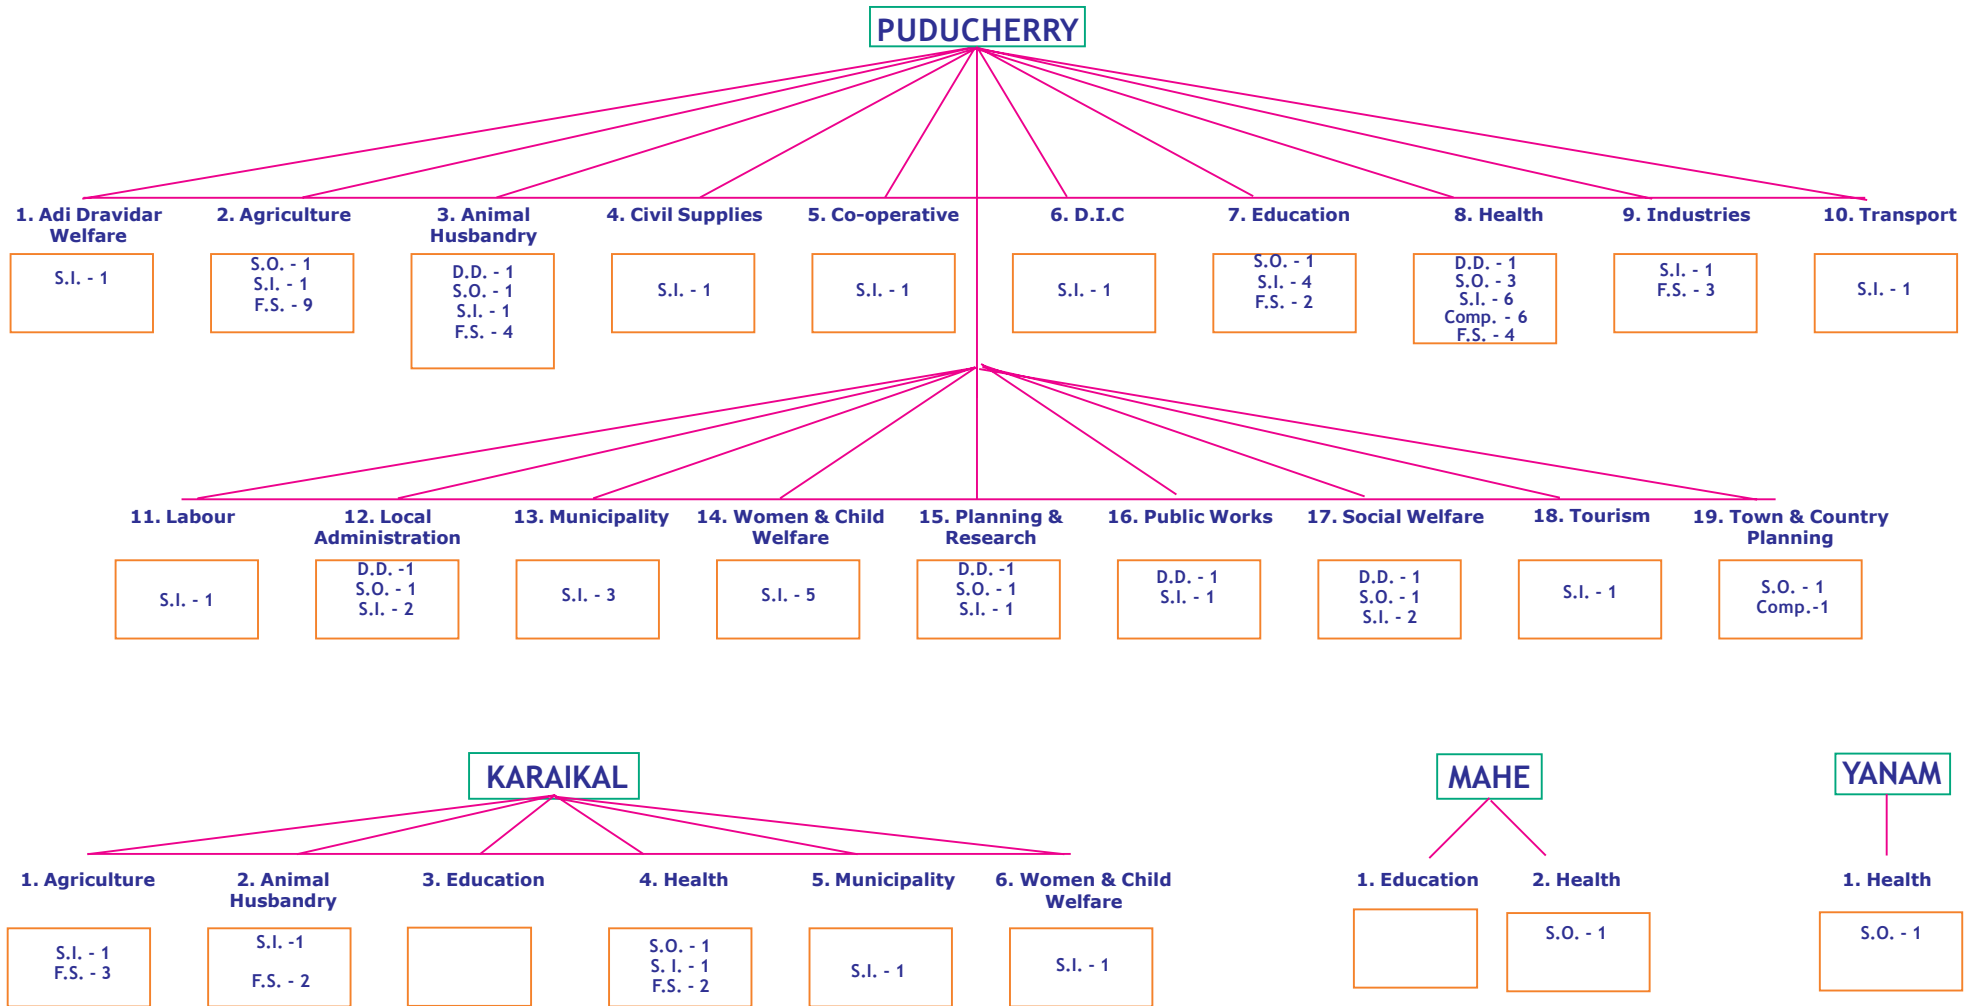 PUDUCHERRY
1. Adi Dravidar
Welfare
S.I. - 1
2. Agriculture
S.O. - 1
S.I. - 1
F.S. - 9
3. Animal
Husbandry
D.D. - 1
S.O. - 1
S.I. - 1
F.S. - 4
4. Civil Supplies
S.I. - 1
5. Co-operative
S.I. - 1
6. D.I.C
S.I. - 1
7. Education
S.O. - 1
S.I. - 4
F.S. - 2
8. Health
D.D. - 1
S.O. - 3
S.I. - 6
Comp. - 6
F.S. - 4
9. Industries
S.I. - 1
F.S. - 3
10. Transport
S.I. - 1
11. Labour
S.I. - 1
12. Local
Administration
D.D. -1
S.O. - 1
S.I. - 2
13. Municipality
S.I. - 3
14. Women & Child
Welfare
S.I. - 5
15. Planning &
Research
D.D. -1
S.O. - 1
S.I. - 1
16. Public Works
D.D. - 1
S.I. - 1
17. Social Welfare
D.D. - 1
S.O. - 1
S.I. - 2
18. Tourism
S.I. - 1
19. Town & Country
Planning
S.O. - 1
Comp.-1
KARAIKAL
1. Agriculture
S.I. - 1
F.S. - 3
2. Animal
Husbandry
S.I. -1
F.S. - 2
3. Education
4. Health
S.O. - 1
S. I. - 1
F.S. - 2
5. Municipality
S.I. - 1
6. Women & Child
Welfare
S.I. - 1
MAHE
1. Education
2. Health
S.O. - 1
YANAM
1. Health
S.O. - 1